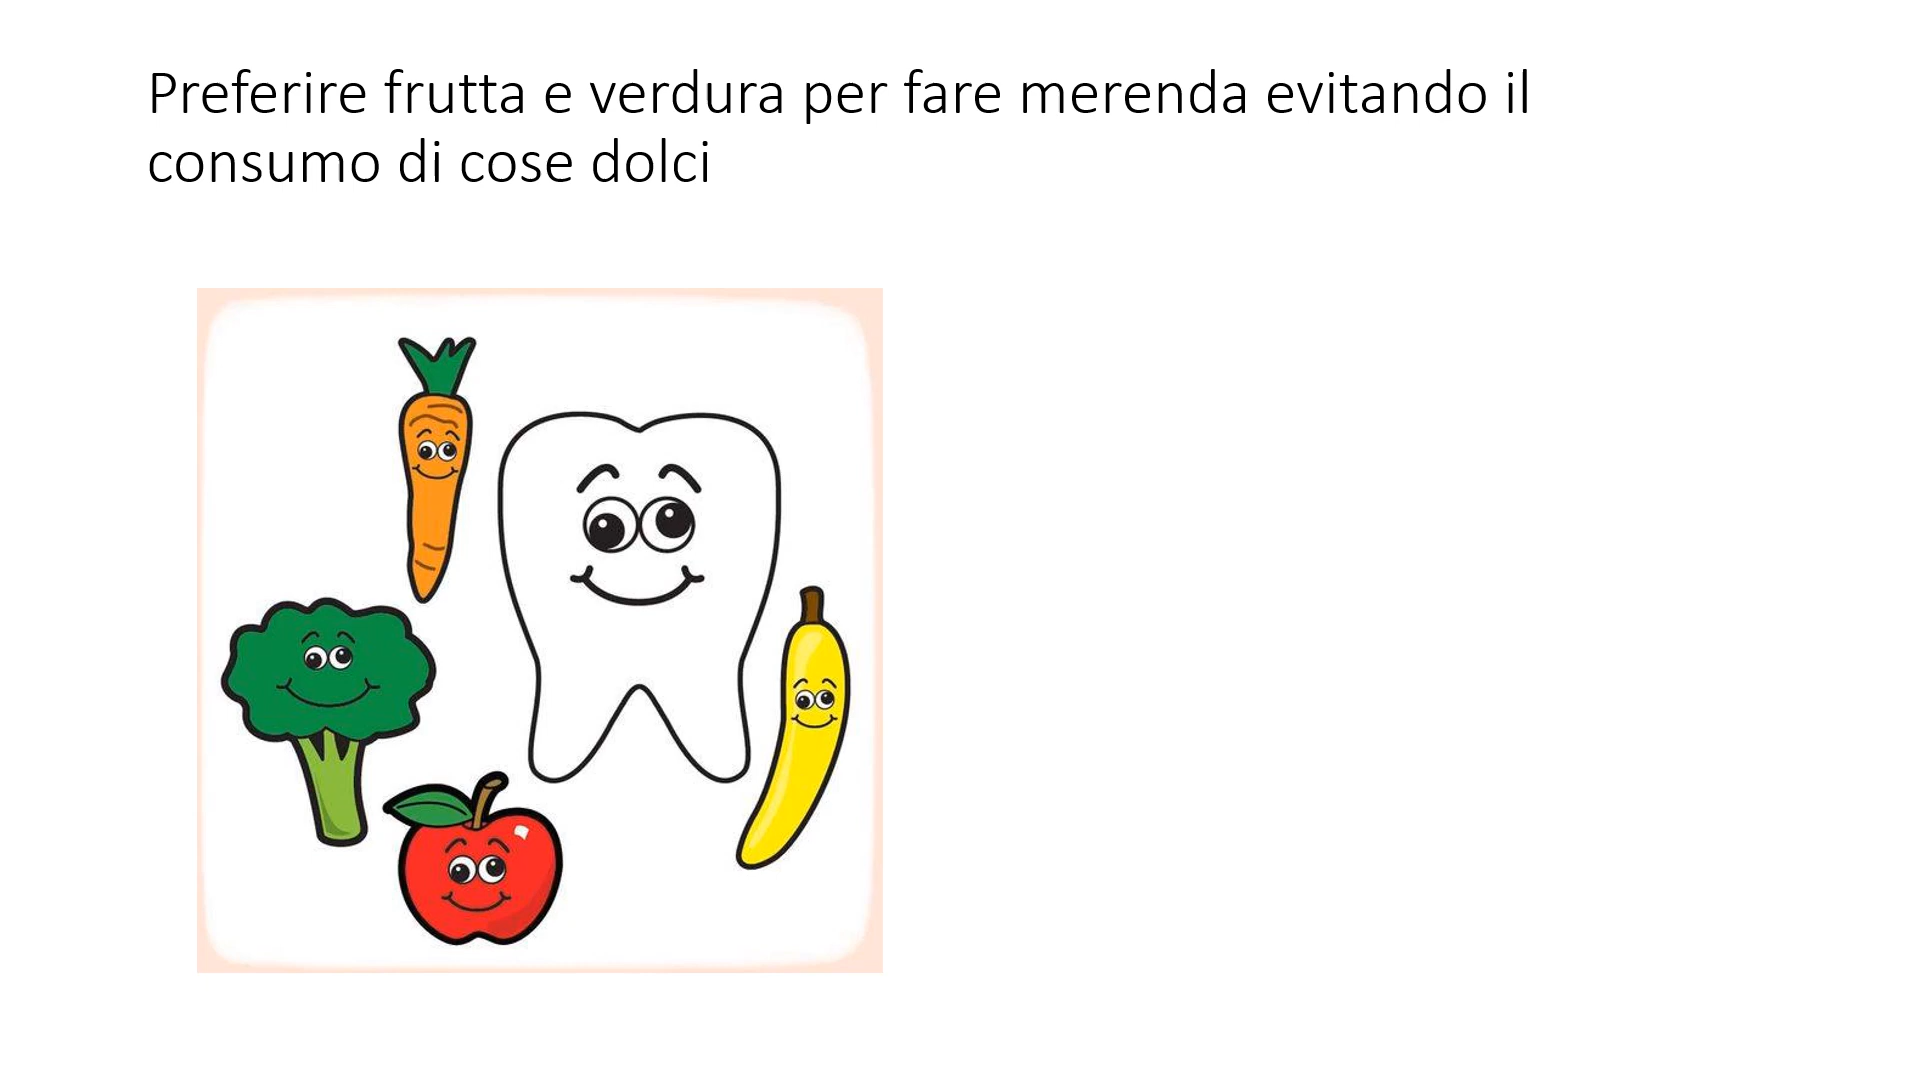 Preferire frutta e verdura per fare merenda evitando il
consumo di cose dolci